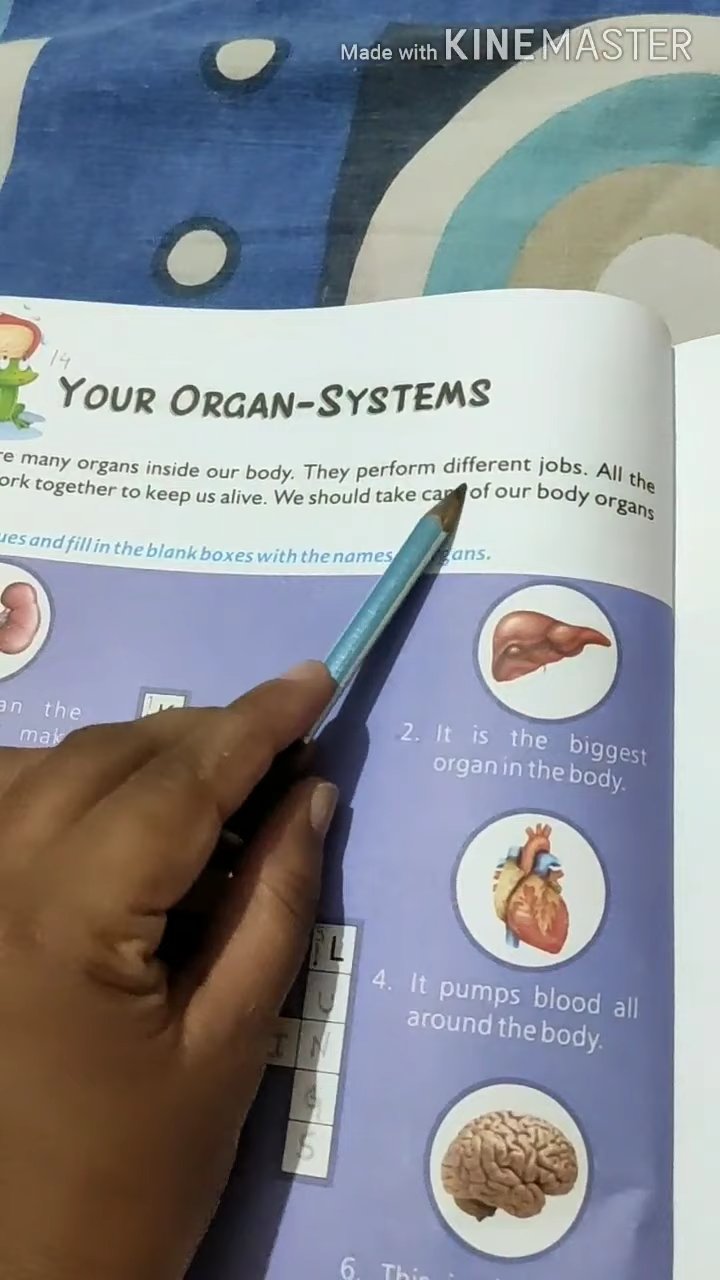 Made with KINEMASTER
14
YOUR ORGAN-SYSTEMS
re many organs inside our body. They perform different jobs. All the
ork together to keep us alive. We should take care of our body organs
ues and fill in the blank boxes with the names gans.
an the
mak
2. It is the biggest
organ in the body.
L
U
I N
G
S
4. It pumps blood all
around the body.
6. This